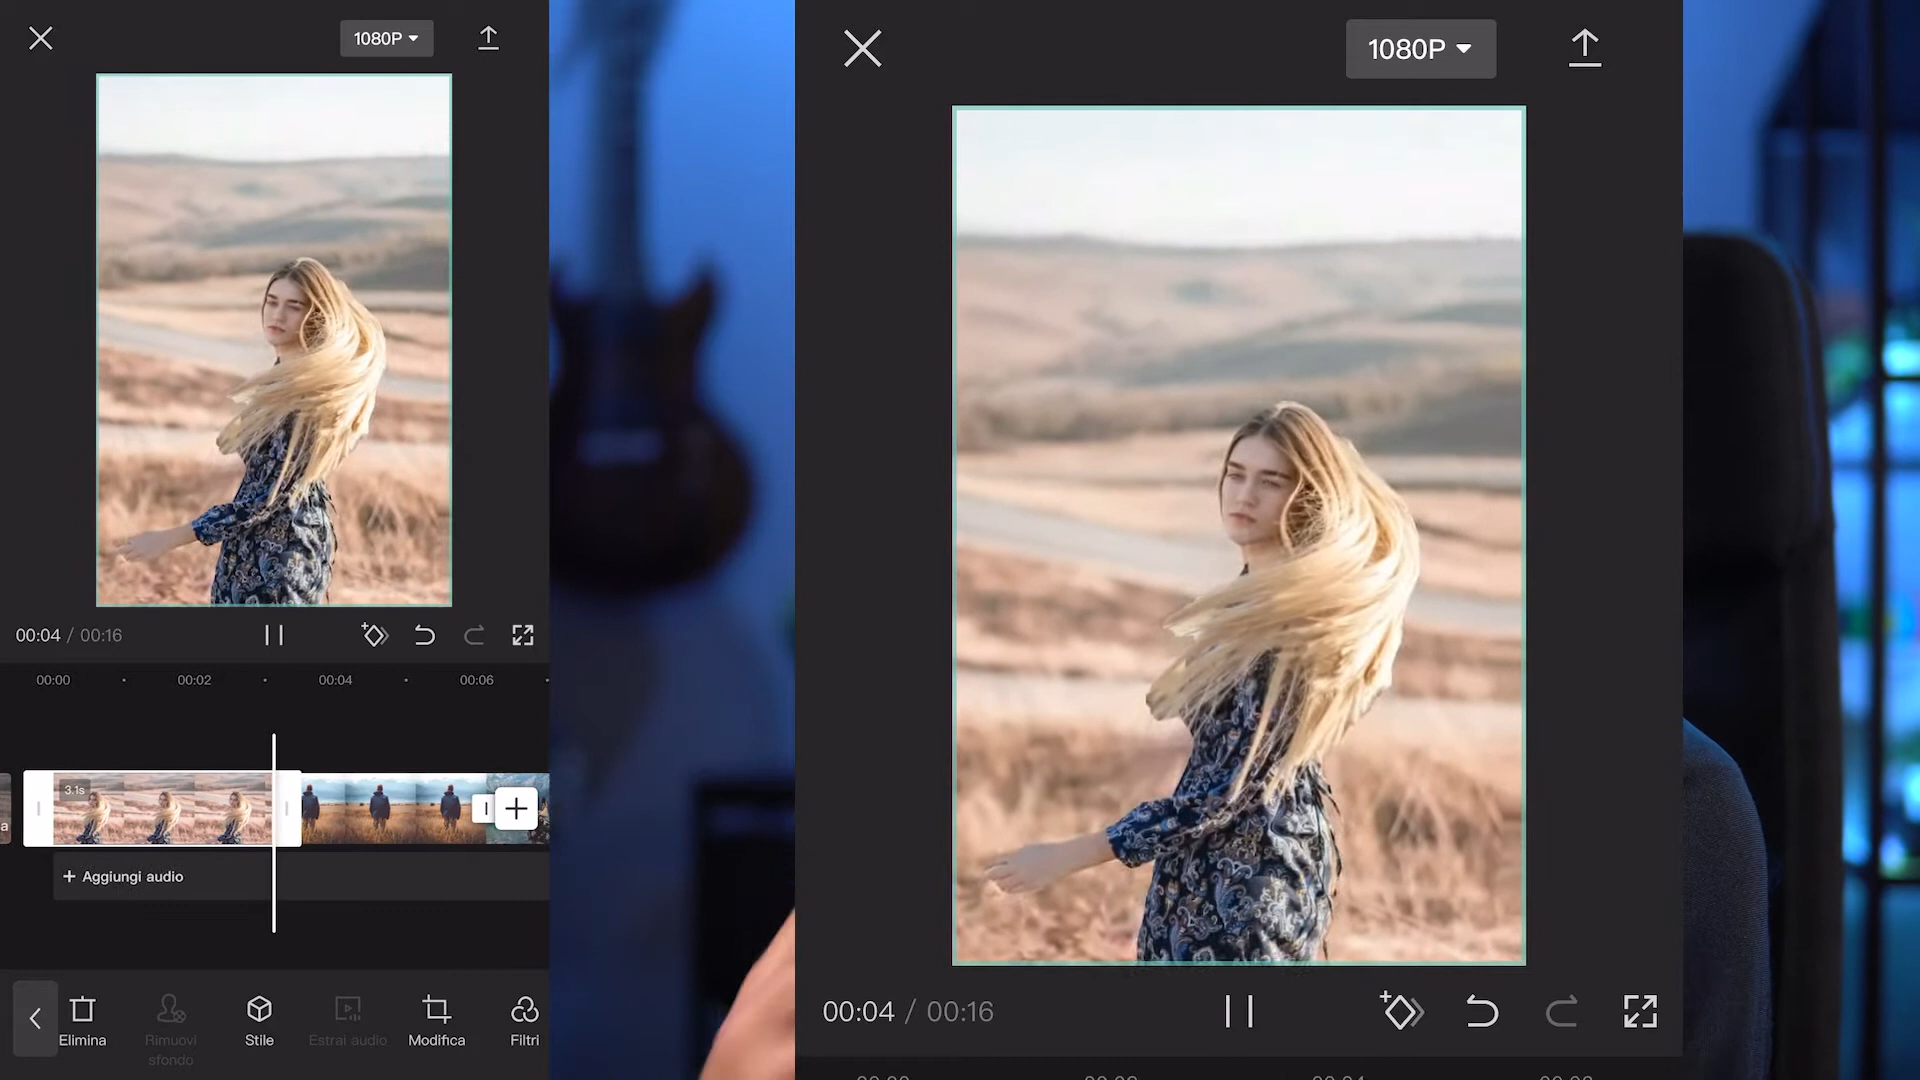 1080P
00:04 / 00:16
00:00
00:02
00:04
00:06
a
3.1s
+ Aggiungi audio
Elimina
Rimuovi
sfondo
Stile
Estrai audio
Modifica
Filtri
1080P
00:04 / 00:16